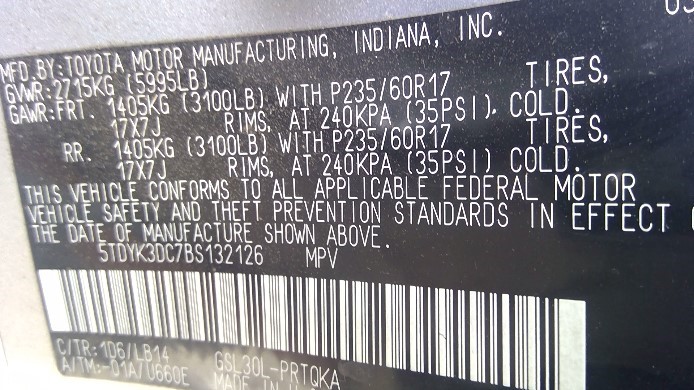 MFD. BY: TOYOTA MOTOR MANUFACTURING, INDIANA, INC.
GVWR: 2715KG (5995LB)
GAWR: FRT. 1405KG (3100LB) WITH P235/60R17 TIRES,
17X7J RIMS, AT 240KPA (35PSI). COLD.
RR. 1405KG (3100LB) WITH P235/60R17 TIRES,
17X7J RIMS, AT 240KPA (35PSI) COLD.
THIS VEHICLE CONFORMS TO ALL APPLICABLE FEDERAL MOTOR
VEHICLE SAFETY AND THEFT PREVENTION STANDARDS IN EFFECT
THE DATE OF MANUFACTURE SHOWN ABOVE.
5TDYK3DC7BS132126 MPV
C/TR: 1D6/LB14 GSL30L-PRTQKA
A/TM: -01A/U660E MADE IN